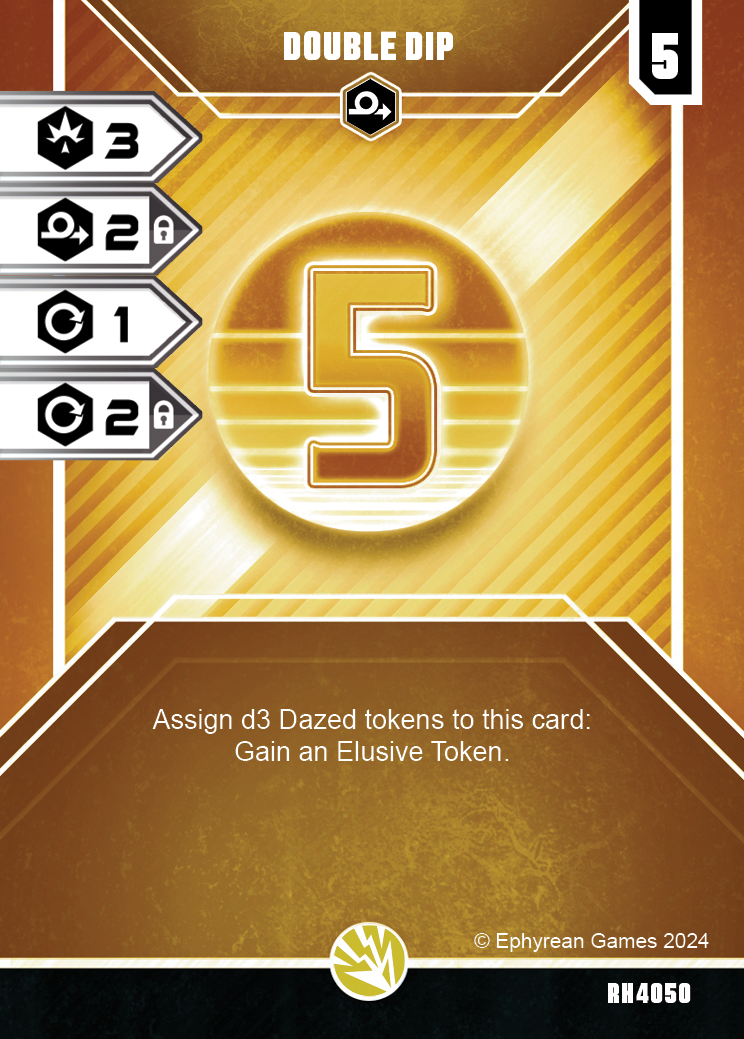 DOUBLE DIP
5
3
2
1
2
5
Assign d3 Dazed tokens to this card:
Gain an Elusive Token.
© Ephyrean Games 2024
RH4050